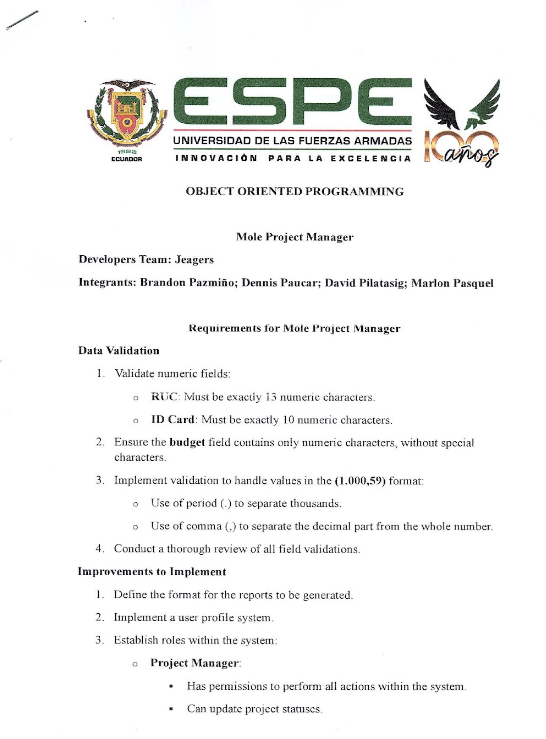 ESPE
UNIVERSIDAD DE LAS FUERZAS ARMADAS
INNOVACIÓN PARA LA EXCELENCIA
1922
ECUADOR
100 años
OBJECT ORIENTED PROGRAMMING
Mole Project Manager
Developers Team: Jeagers
Integrants: Brandon Pazmiño; Dennis Paucar; David Pilatasig; Marlon Pasquel
Requirements for Mole Project Manager
Data Validation
1. Validate numeric fields:
o RUC: Must be exactly 13 numeric characters.
o ID Card: Must be exactly 10 numeric characters.
2. Ensure the budget field contains only numeric characters, without special
characters.
3. Implement validation to handle values in the (1.000,59) format:
o Use of period (.) to separate thousands.
o Use of comma (,) to separate the decimal part from the whole number.
4. Conduct a thorough review of all field validations.
Improvements to Implement
1. Define the format for the reports to be generated.
2. Implement a user profile system.
3. Establish roles within the system:
o Project Manager:
▪ Has permissions to perform all actions within the system.
▪ Can update project statuses.